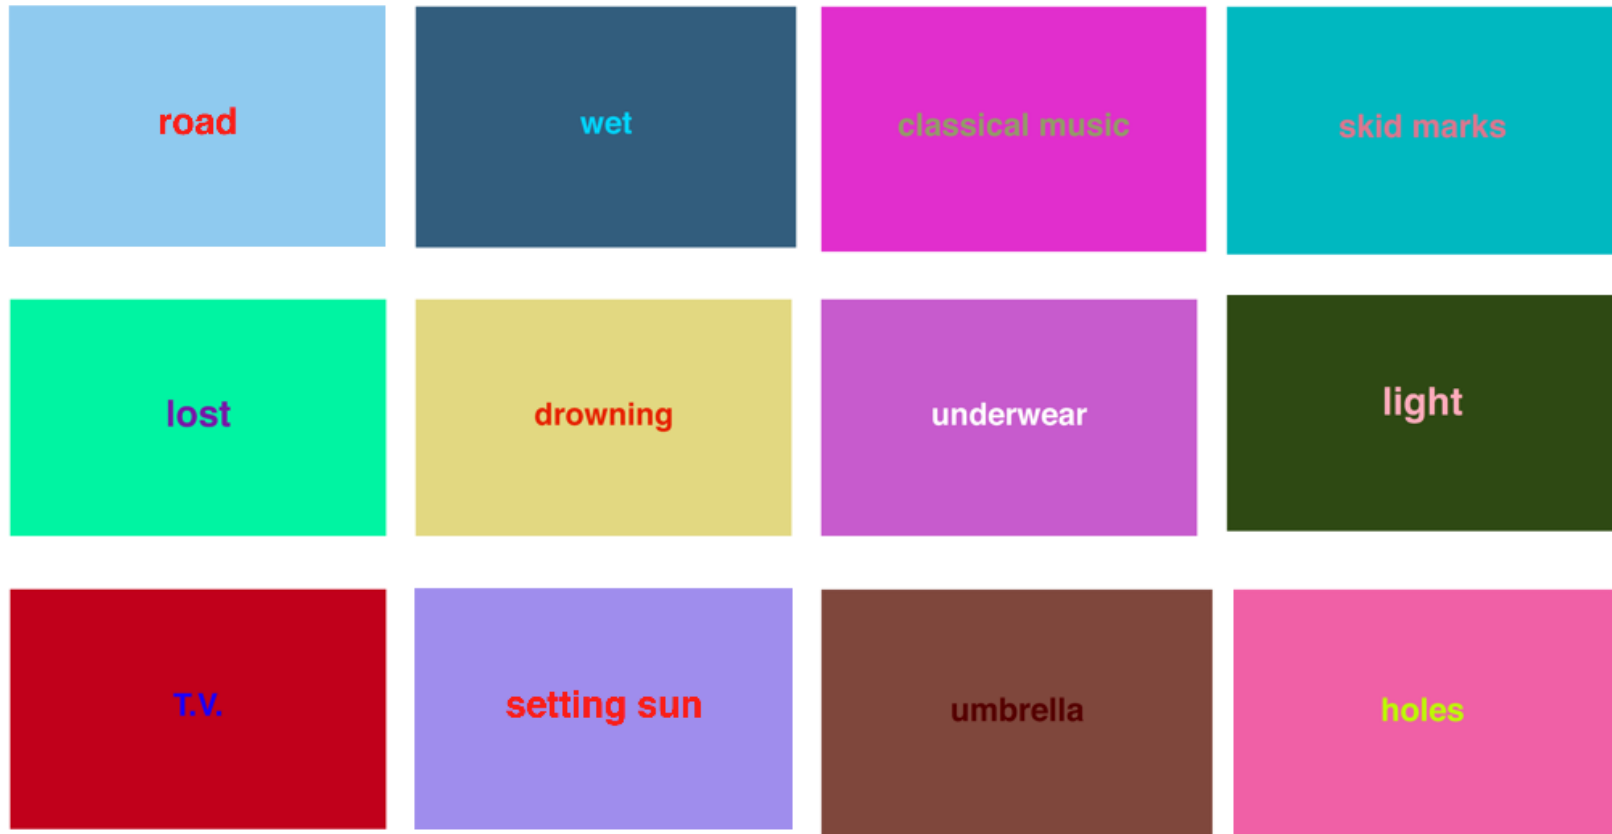 road
wet
classical music
skid marks
lost
drowning
underwear
light
T.V.
setting sun
umbrella
holes